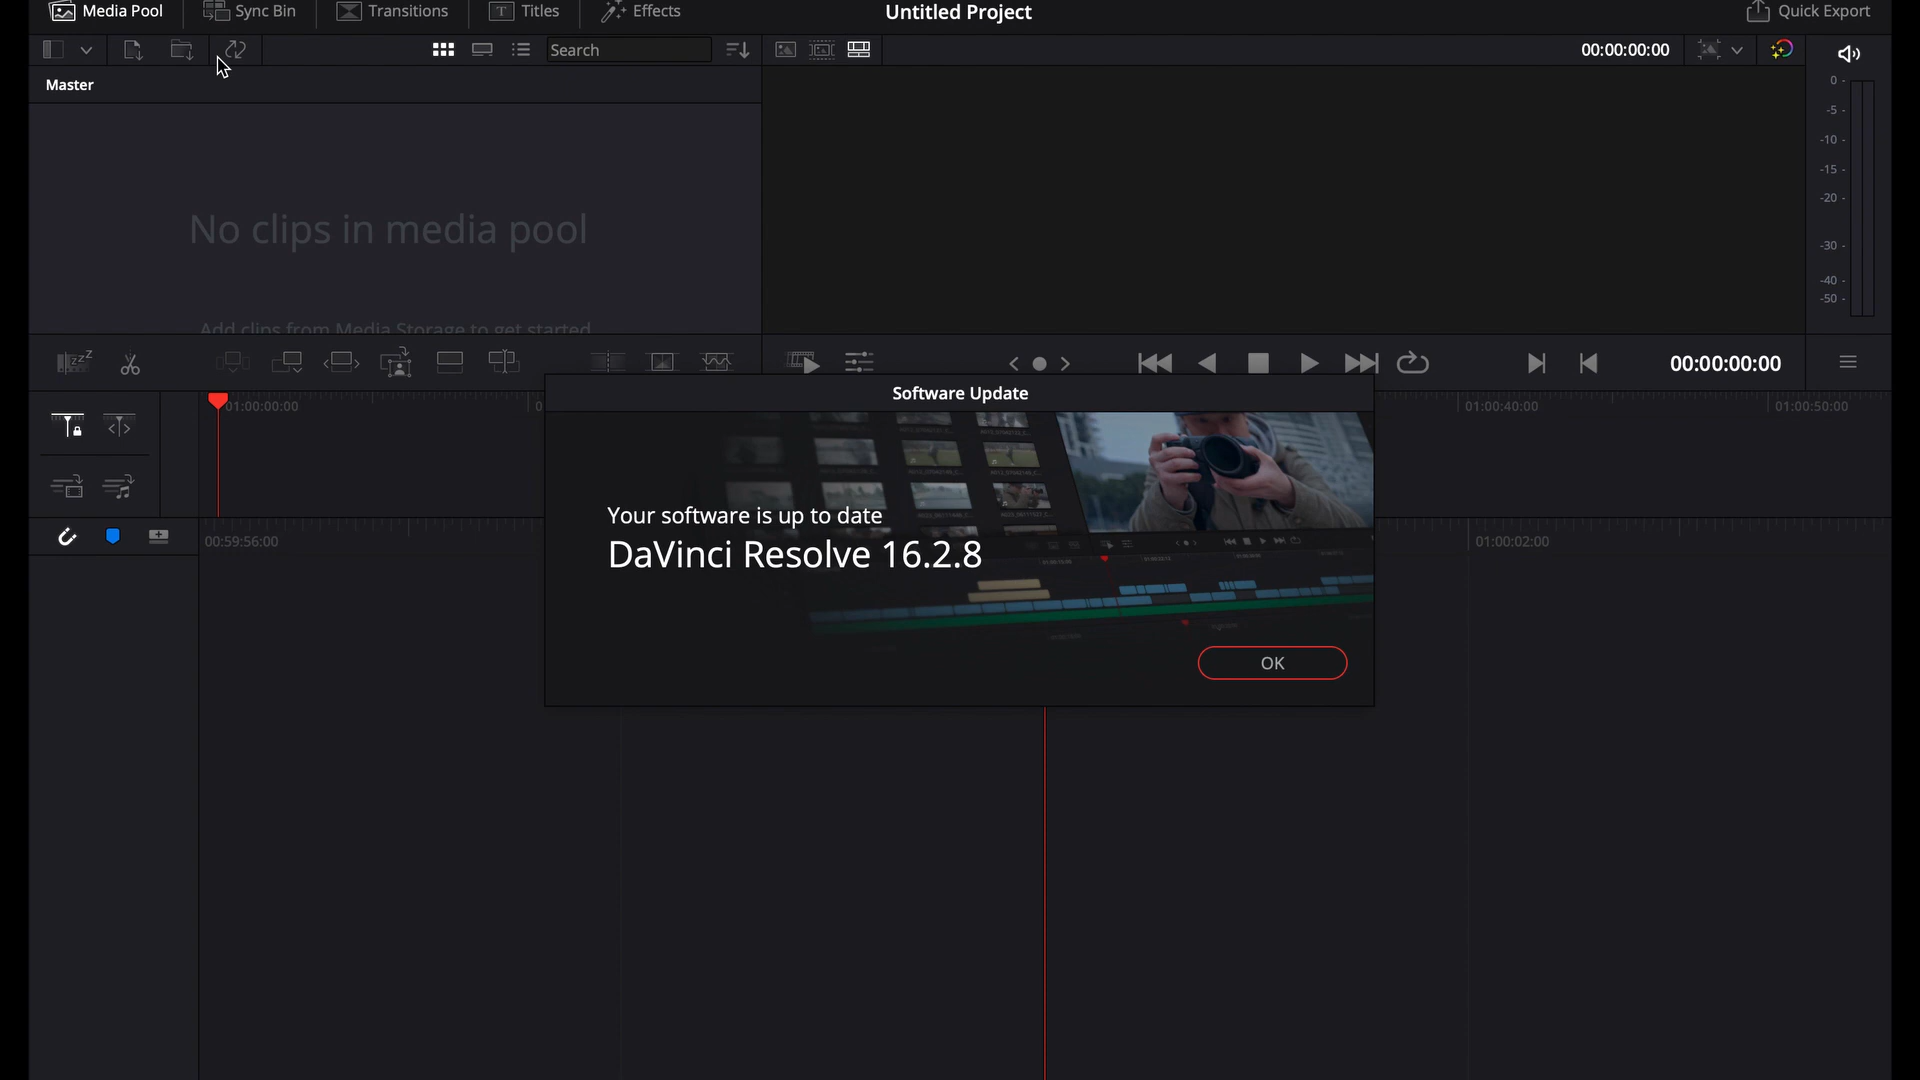 Media Pool
Sync Bin
Transitions
Titles
Effects
Untitled Project
Quick Export
Search
00:00:00:00
Master
No clips in media pool
Add clips from Media Storage to get started
0
-5
-10
-15
-20
-30
-40
-50
00:00:00:00
01:00:00:00
01:00:40:00
01:00:50:00
Software Update
Your software is up to date
DaVinci Resolve 16.2.8
OK
00:59:56:00
01:00:02:00